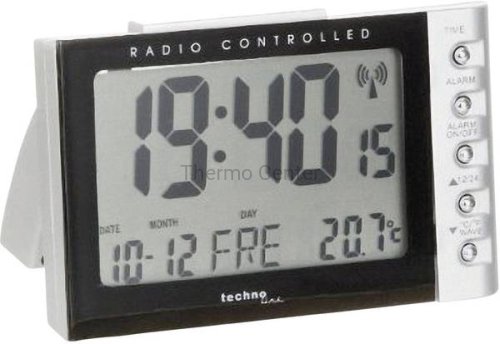 RADIO CONTROLLED
TIME
ALARM
ALARM
ON/OFF
▲12/24
▼°C/°F
WAVE
19:40 15
Thermo Center
DATE MONTH DAY
10-12 FRE 20.7°C
techno
line